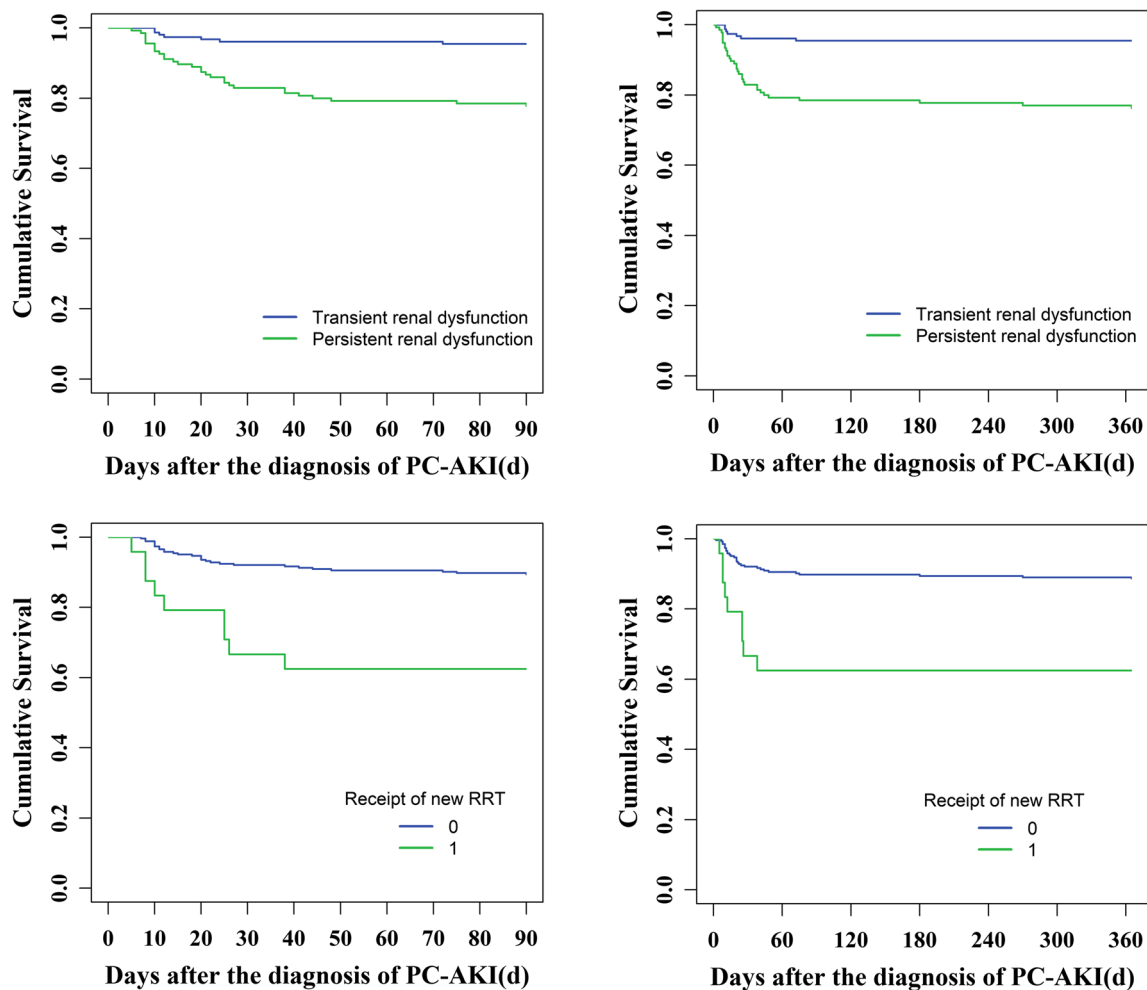 1.0
0.8
0.6
0.4
0.2
0.0
Cumulative Survival
Transient renal dysfunction
Persistent renal dysfunction
0 10 20 30 40 50 60 70 80 90
Days after the diagnosis of PC-AKI(d)
1.0
0.8
0.6
0.4
0.2
0.0
Cumulative Survival
Transient renal dysfunction
Persistent renal dysfunction
0 60 120 180 240 300 360
Days after the diagnosis of PC-AKI(d)
1.0
0.8
0.6
0.4
0.2
0.0
Cumulative Survival
Receipt of new RRT
0
1
0 10 20 30 40 50 60 70 80 90
Days after the diagnosis of PC-AKI(d)
1.0
0.8
0.6
0.4
0.2
0.0
Cumulative Survival
Receipt of new RRT
0
1
0 60 120 180 240 300 360
Days after the diagnosis of PC-AKI(d)